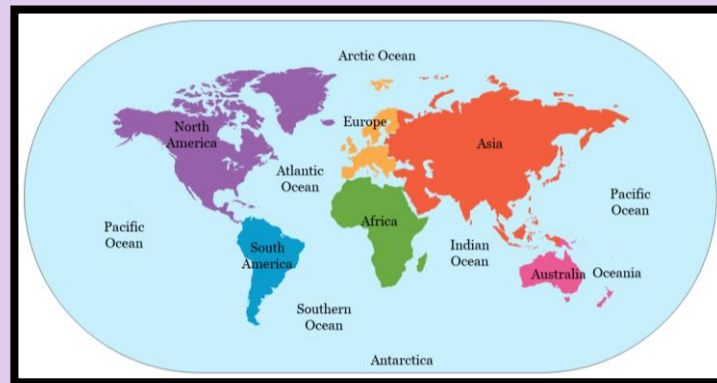 Arctic Ocean
North
America
Europe
Asia
Atlantic
Ocean
Pacific
Ocean
Africa
Pacific
Ocean
South
America
Indian
Ocean
Australia
Oceania
Southern
Ocean
Antarctica